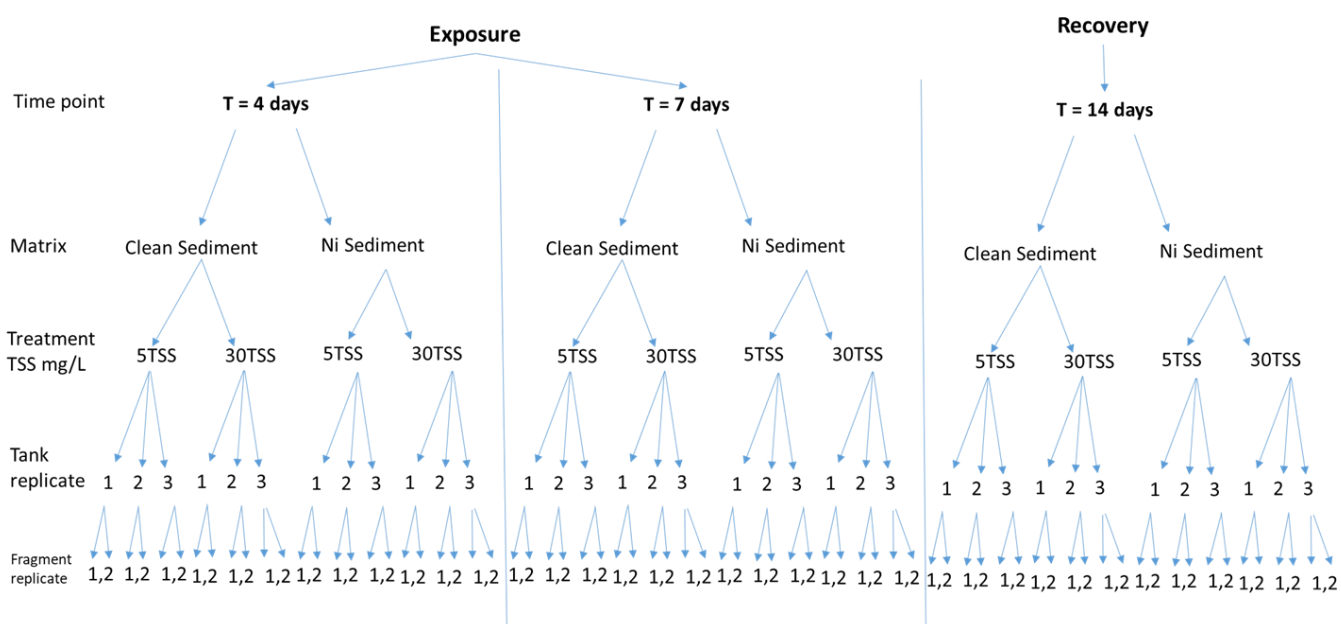 Exposure
Recovery
Time point
T = 4 days
T = 7 days
T = 14 days
Matrix
Clean Sediment
Ni Sediment
Clean Sediment
Ni Sediment
Clean Sediment
Ni Sediment
Treatment
TSS mg/L
5TSS 30TSS 5TSS 30TSS 5TSS 30TSS 5TSS 30TSS 5TSS 30TSS 5TSS 30TSS
Tank
replicate
1 2 3 1 2 3 1 2 3 1 2 3 1 2 3 1 2 3 1 2 3 1 2 3 1 2 3 1 2 3 1 2 3 1 2 3
Fragment
replicate
1,2 1,2 1,2 1,2 1,2 1,2 1,2 1,2 1,2 1,2 1,2 1,2 1,2 1,2 1,2 1,2 1,2 1,2 1,2 1,2 1,2 1,2 1,2 1,2 1,2 1,2 1,2 1,2 1,2 1,2 1,2 1,2 1,2 1,2 1,2 1,2